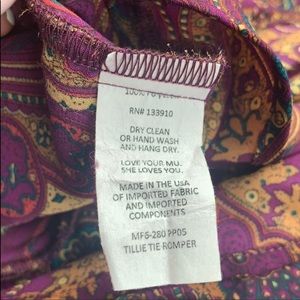 100%
RN# 133910
DRY CLEAN
OR HAND WASH
AND HANG DRY.
LOVE YOUR MU.
SHE LOVES YOU.
MADE IN THE USA
OF IMPORTED FABRIC
AND IMPORTED
COMPONENTS
MF6-280 PP05
TILLIE TIE ROMPER